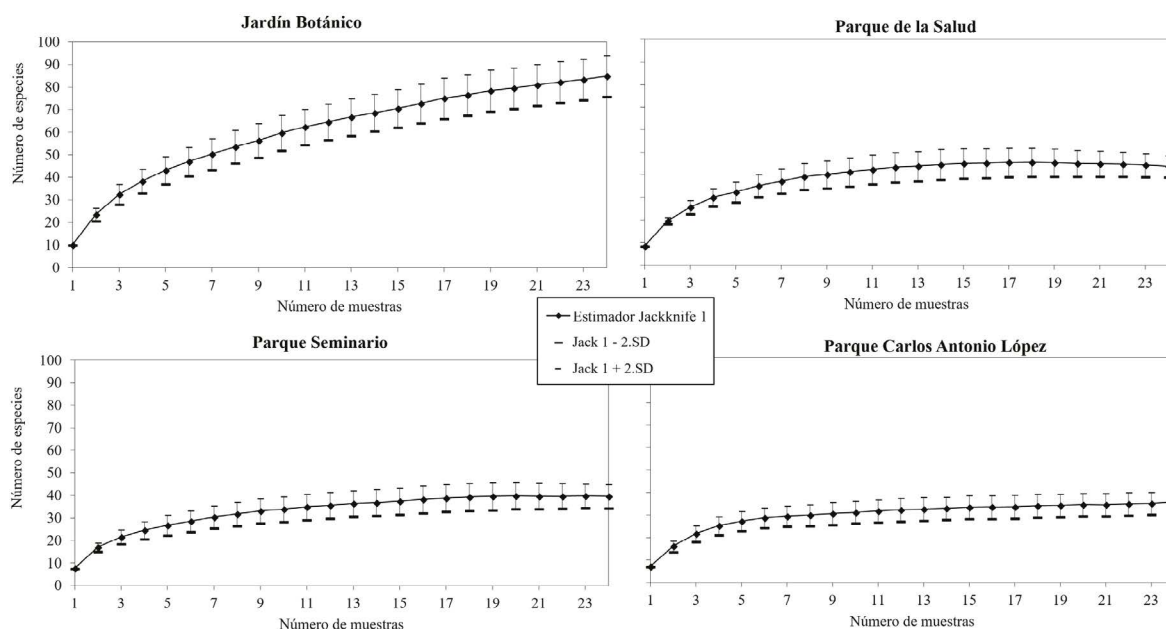 Jardín Botánico
Número de especies
100
90
80
70
60
50
40
30
20
10
0
1 3 5 7 9 11 13 15 17 19 21 23
Número de muestras
Parque de la Salud
1 3 5 7 9 11 13 15 17 19 21 23
Número de muestras
Estimador Jackknife 1
Jack 1 - 2.SD
Jack 1 + 2.SD
Parque Seminario
Número de especies
100
90
80
70
60
50
40
30
20
10
0
1 3 5 7 9 11 13 15 17 19 21 23
Número de muestras
Parque Carlos Antonio López
1 3 5 7 9 11 13 15 17 19 21 23
Número de muestras